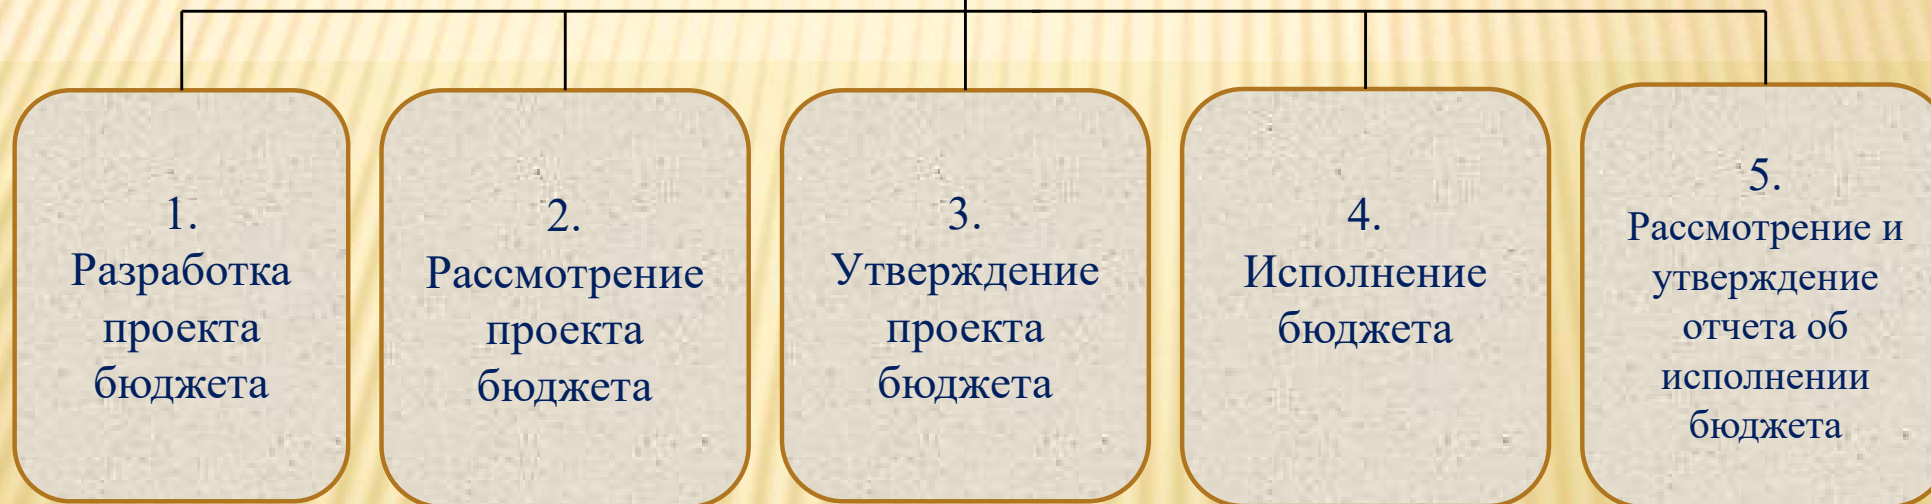 1.
Разработка
проекта
бюджета
2.
Рассмотрение
проекта
бюджета
3.
Утверждение
проекта
бюджета
4.
Исполнение
бюджета
5.
Рассмотрение и
утверждение
отчета об
исполнении
бюджета